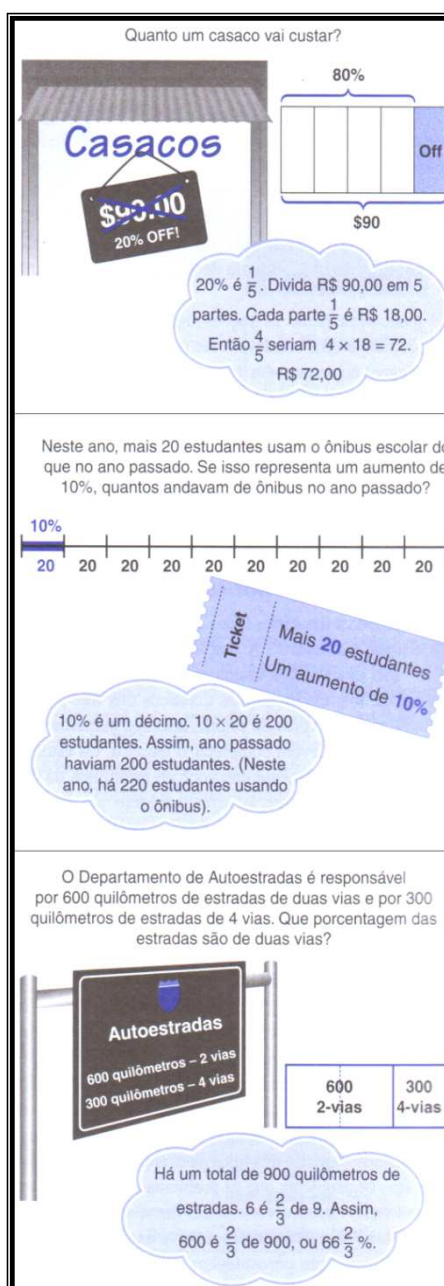 Quanto um casaco vai custar?
80%
Casacos
$90.00
20% OFF!
Off
$90
20% é 1/5. Divida R$ 90,00 em 5
partes. Cada parte 1/5 é R$ 18,00.
Então 4/5 seriam 4 × 18 = 72.
R$ 72,00
Neste ano, mais 20 estudantes usam o ônibus escolar do
que no ano passado. Se isso representa um aumento de
10%, quantos andavam de ônibus no ano passado?
10%
20 20 20 20 20 20 20 20 20 20
Ticket
Mais 20 estudantes
Um aumento de 10%
10% é um décimo. 10 × 20 é 200
estudantes. Assim, ano passado
haviam 200 estudantes. (Neste
ano, há 220 estudantes usando
o ônibus).
O Departamento de Autoestradas é responsável
por 600 quilômetros de estradas de duas vias e por 300
quilômetros de estradas de 4 vias. Que porcentagem das
estradas são de duas vias?
Autoestradas
600 quilômetros – 2 vias
300 quilômetros – 4 vias
600 300
2-vias 4-vias
Há um total de 900 quilômetros de
estradas. 6 é 2/3 de 9. Assim,
600 é 2/3 de 900, ou 66 2/3 %.